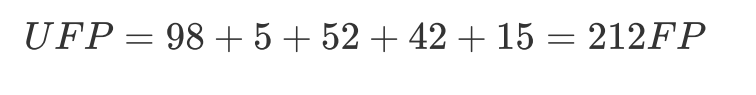 UFP = 98 + 5 + 52 + 42 + 15 = 212FP